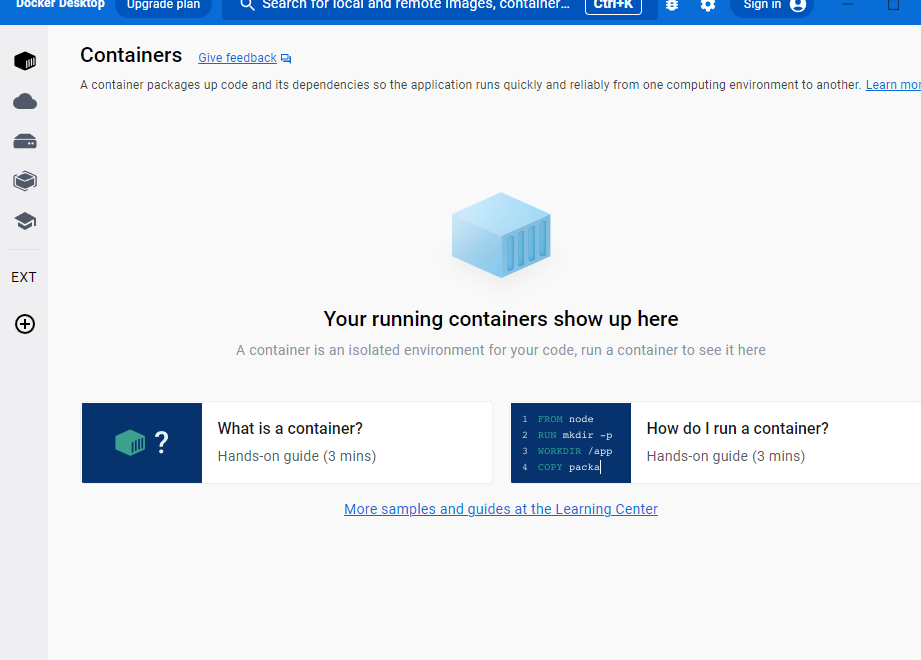 Docker Desktop Upgrade plan Search for local and remote images, container... Ctrl+K Sign in
Containers Give feedback
A container packages up code and its dependencies so the application runs quickly and reliably from one computing environment to another. Learn mor
EXT
Your running containers show up here
A container is an isolated environment for your code, run a container to see it here
?
What is a container?
Hands-on guide (3 mins)
1 FROM node
2 RUN mkdir -p
3 WORKDIR /app
4 COPY packa
How do I run a container?
Hands-on guide (3 mins)
More samples and guides at the Learning Center